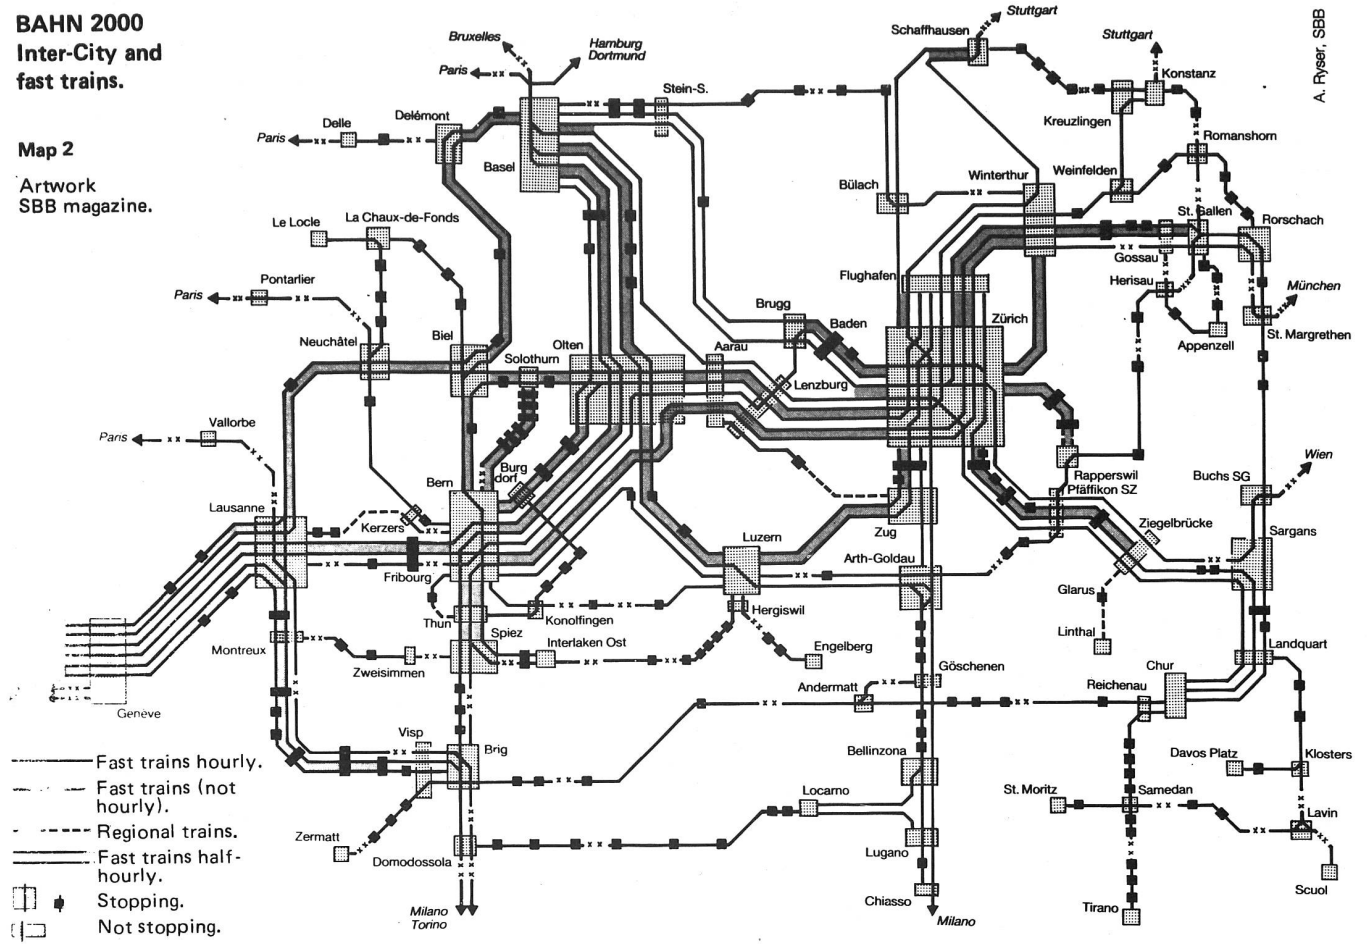 BAHN 2000
Inter-City and
fast trains.
Map 2
Artwork
SBB magazine.
A. Ryser, SBB
Bruxelles
Hamburg
Dortmund
Paris
Stuttgart
Schaffhausen
Stuttgart
Konstanz
Kreuzlingen
Romanshorn
Stein-S.
Delle
Delémont
Paris
Basel
Bülach
Winterthur
Weinfelden
St. Gallen
Rorschach
Gossau
Herisau
Le Locle
La Chaux-de-Fonds
Flughafen
München
St. Margrethen
Appenzell
Pontarlier
Paris
Neuchâtel
Biel
Solothurn
Olten
Aarau
Brugg
Baden
Zürich
Lenzburg
Vallorbe
Paris
Wien
Buchs SG
Rapperswil
Pfäffikon SZ
Ziegelbrücke
Sargans
Lausanne
Bern
Burg
dorf
Kerzers
Fribourg
Luzern
Zug
Arth-Goldau
Glarus
Linthal
Thun
Konolfingen
Hergiswil
Spiez
Interlaken Ost
Engelberg
Montreux
Zweisimmen
Göschenen
Andermatt
Landquart
Chur
Reichenau
Genève
Visp
Brig
Bellinzona
Davos Platz
Klosters
Locarno
St. Moritz
Samedan
Lavin
Zermatt
Domodossola
Lugano
Scuol
Chiasso
Tirano
Milano
Torino
Milano
Fast trains hourly.
Fast trains (not
hourly).
Regional trains.
Fast trains half-
hourly.
Stopping.
Not stopping.